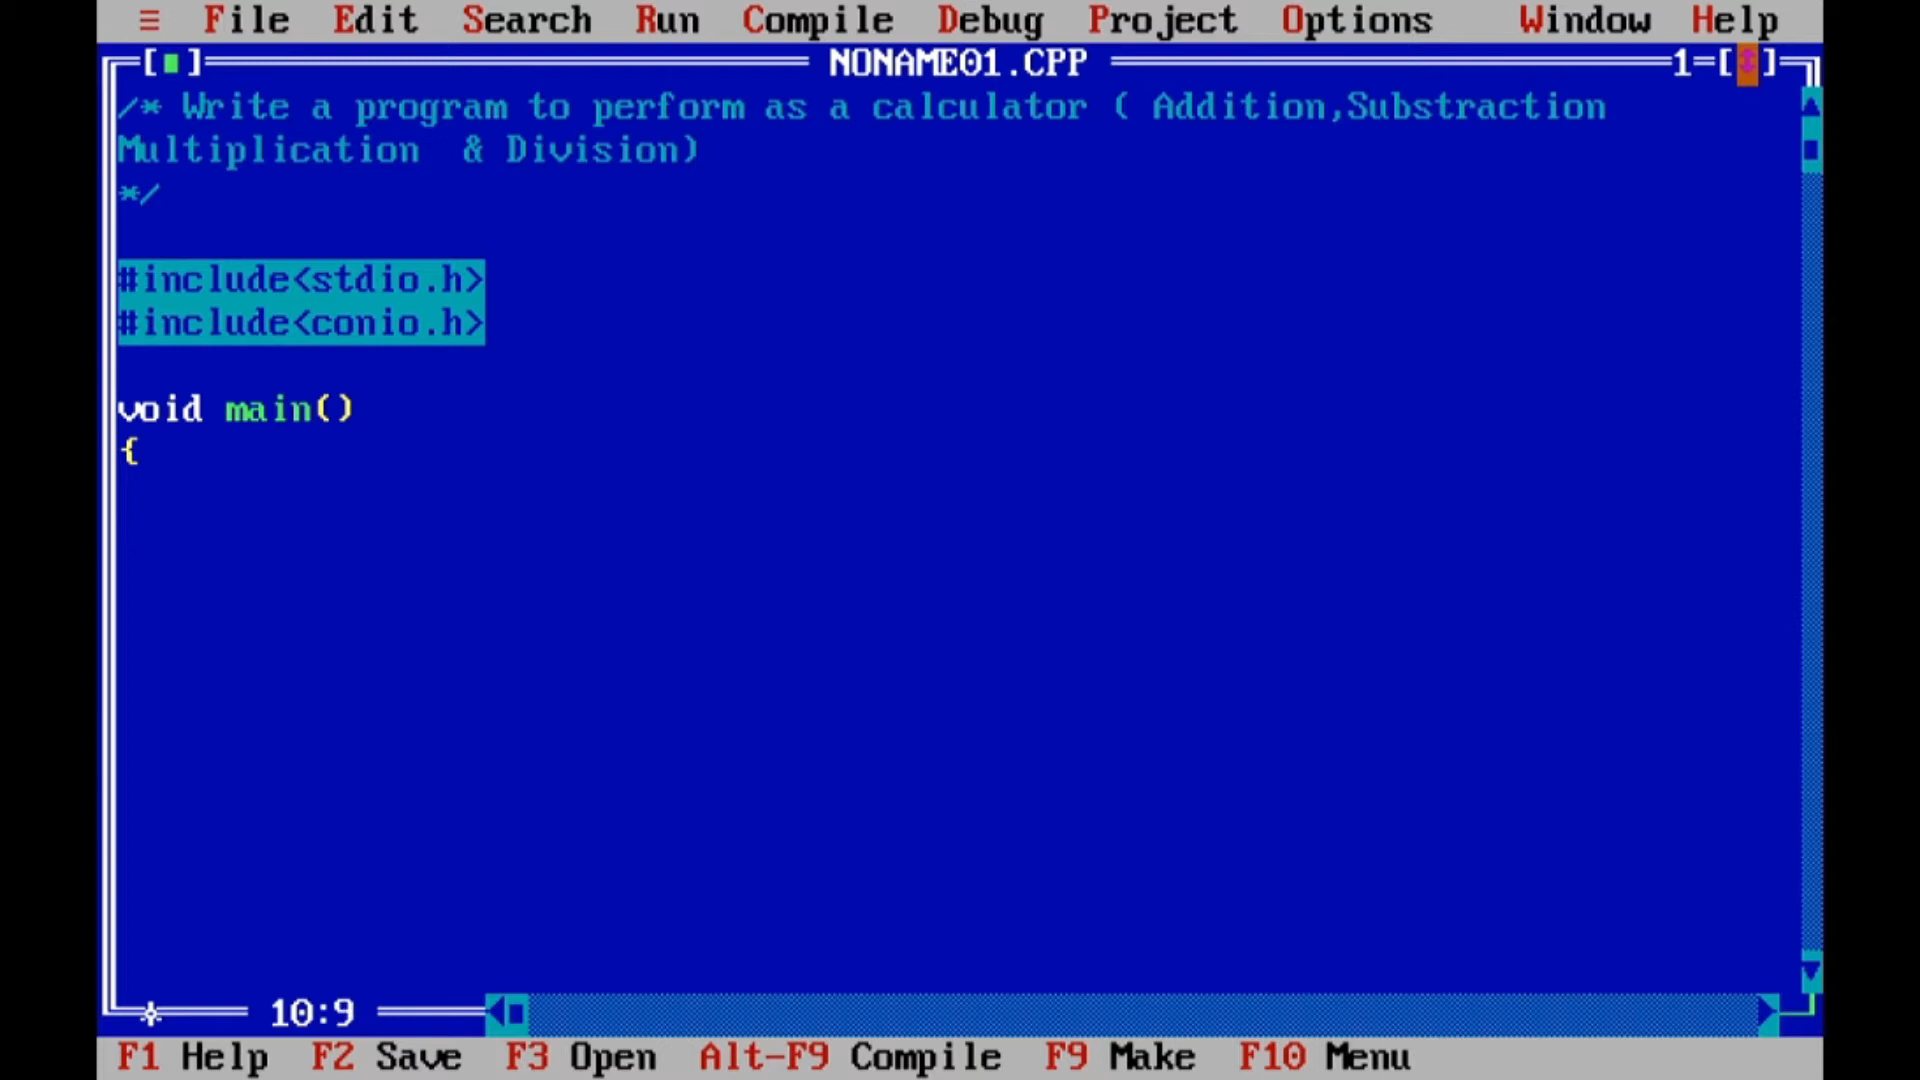 ≡ File Edit Search Run Compile Debug Project Options Window Help
[■] NONAME01.CPP 1=[↕]
/* Write a program to perform as a calculator ( Addition,Substraction
Multiplication & Division)
*/
#include<stdio.h>
#include<conio.h>
void main()
{
10:9
F1 Help F2 Save F3 Open Alt-F9 Compile F9 Make F10 Menu